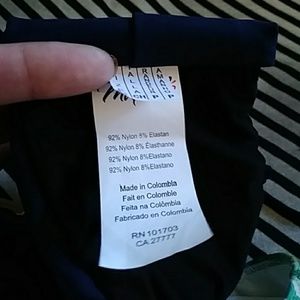 92% Nylon 8% Elastan
92% Nylon 8% Élasthanne
92% Nylon 8% Elastano
92% Nylon 8% Elastano
Made in Colombia
Fait en Colombie
Feita na Colômbia
Fabricado en Colombia
RN 101703
CA 27777